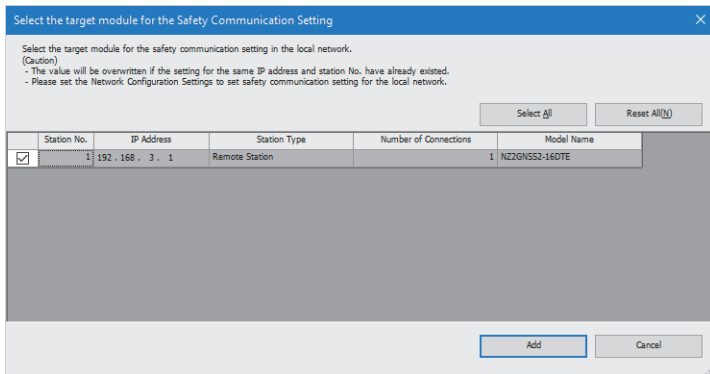 Select the target module for the Safety Communication Setting
Select the target module for the safety communication setting in the local network.
(Caution)
- The value will be overwritten if the setting for the same IP address and station No. have already existed.
- Please set the Network Configuration Settings to set safety communication setting for the local network.
Select All Reset All(N)
Station No. IP Address Station Type Number of Connections Model Name
1 192 . 168 . 3 . 1 Remote Station 1 NZ2GNSS2-16DTE
Add Cancel